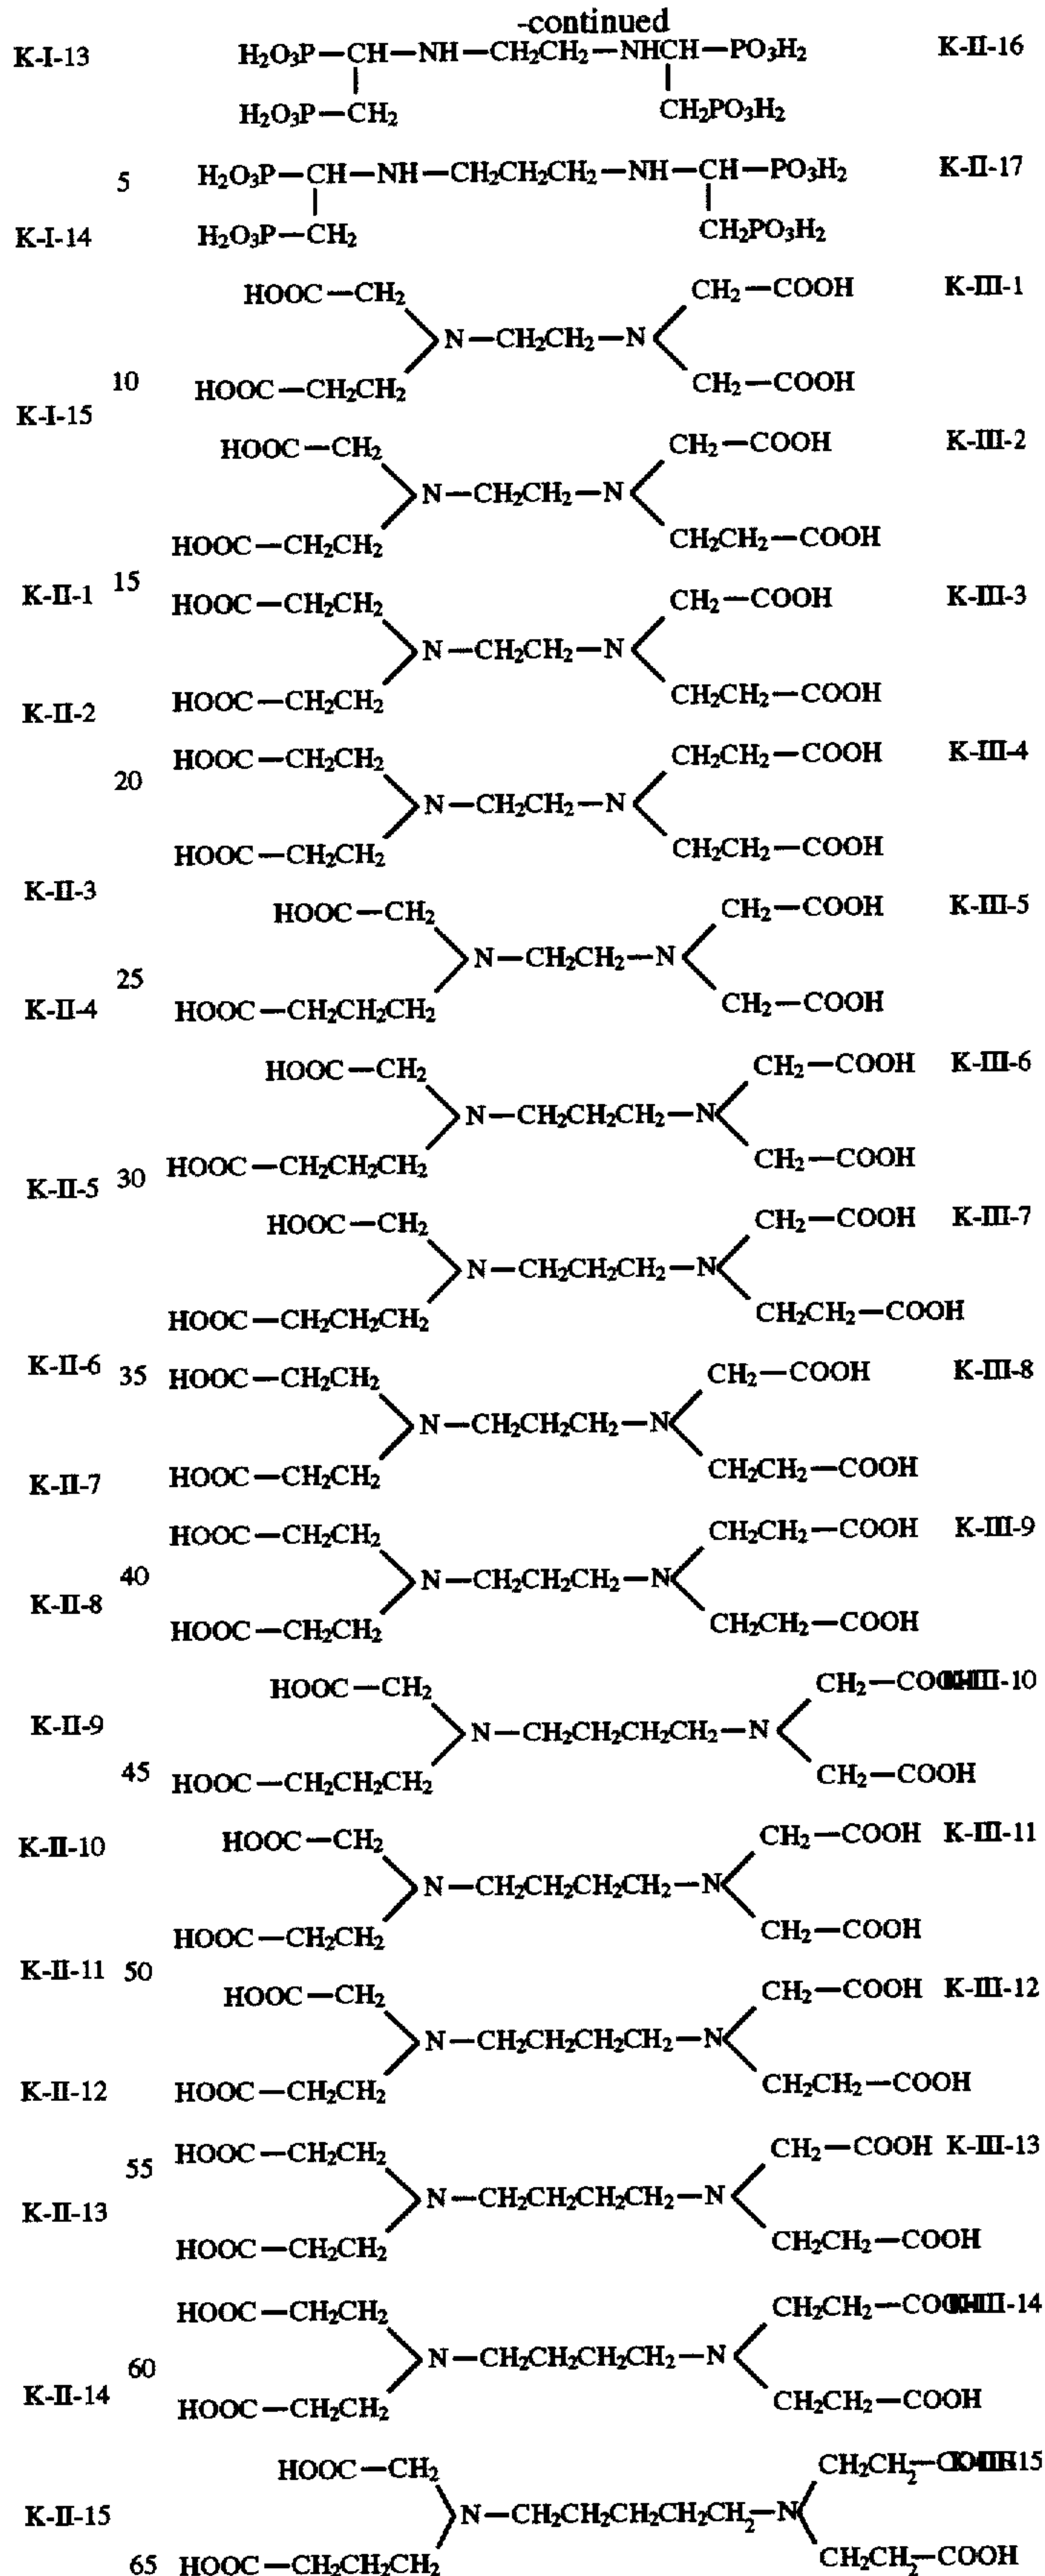 -continued
K-I-13 H₂O₃P—CH—NH—CH₂CH₂—NHCH—PO₃H₂ K-II-16
H₂O₃P—CH₂ CH₂PO₃H₂
5 H₂O₃P—CH—NH—CH₂CH₂CH₂—NH—CH—PO₃H₂ K-II-17
K-I-14 H₂O₃P—CH₂ CH₂PO₃H₂
HOOC—CH₂ CH₂—COOH K-III-1
N—CH₂CH₂—N
10 HOOC—CH₂CH₂ CH₂—COOH
K-I-15
HOOC—CH₂ CH₂—COOH K-III-2
N—CH₂CH₂—N
HOOC—CH₂CH₂ CH₂CH₂—COOH
K-II-1 15 HOOC—CH₂CH₂ CH₂—COOH K-III-3
N—CH₂CH₂—N
K-II-2 HOOC—CH₂CH₂ CH₂CH₂—COOH
HOOC—CH₂CH₂ CH₂CH₂—COOH K-III-4
20 N—CH₂CH₂—N
HOOC—CH₂CH₂ CH₂CH₂—COOH
K-II-3
HOOC—CH₂ CH₂—COOH K-III-5
N—CH₂CH₂—N
25
K-II-4 HOOC—CH₂CH₂CH₂ CH₂—COOH
HOOC—CH₂ CH₂—COOH K-III-6
N—CH₂CH₂CH₂—N
K-II-5 30 HOOC—CH₂CH₂CH₂ CH₂—COOH
HOOC—CH₂ CH₂—COOH K-III-7
N—CH₂CH₂CH₂—N
HOOC—CH₂CH₂CH₂ CH₂CH₂—COOH
K-II-6 35 HOOC—CH₂CH₂ CH₂—COOH K-III-8
N—CH₂CH₂CH₂—N
K-II-7 HOOC—CH₂CH₂ CH₂CH₂—COOH
HOOC—CH₂CH₂ CH₂CH₂—COOH K-III-9
40 N—CH₂CH₂CH₂—N
K-II-8 HOOC—CH₂CH₂ CH₂CH₂—COOH
HOOC—CH₂ CH₂—COOH K-III-10
K-II-9 N—CH₂CH₂CH₂CH₂—N
45 HOOC—CH₂CH₂CH₂ CH₂—COOH
K-II-10 HOOC—CH₂ CH₂—COOH K-III-11
N—CH₂CH₂CH₂CH₂—N
HOOC—CH₂CH₂ CH₂—COOH
K-II-11 50
HOOC—CH₂ CH₂—COOH K-III-12
N—CH₂CH₂CH₂CH₂—N
K-II-12 HOOC—CH₂CH₂ CH₂CH₂—COOH
55 HOOC—CH₂CH₂ CH₂—COOH K-III-13
N—CH₂CH₂CH₂CH₂—N
K-II-13
HOOC—CH₂CH₂ CH₂CH₂—COOH
HOOC—CH₂CH₂ CH₂CH₂—COOH K-III-14
N—CH₂CH₂CH₂CH₂—N
60
K-II-14 HOOC—CH₂CH₂ CH₂CH₂—COOH
HOOC—CH₂ CH₂CH₂—COOH K-III-15
K-II-15 N—CH₂CH₂CH₂CH₂CH₂—N
65 HOOC—CH₂CH₂CH₂ CH₂CH₂—COOH